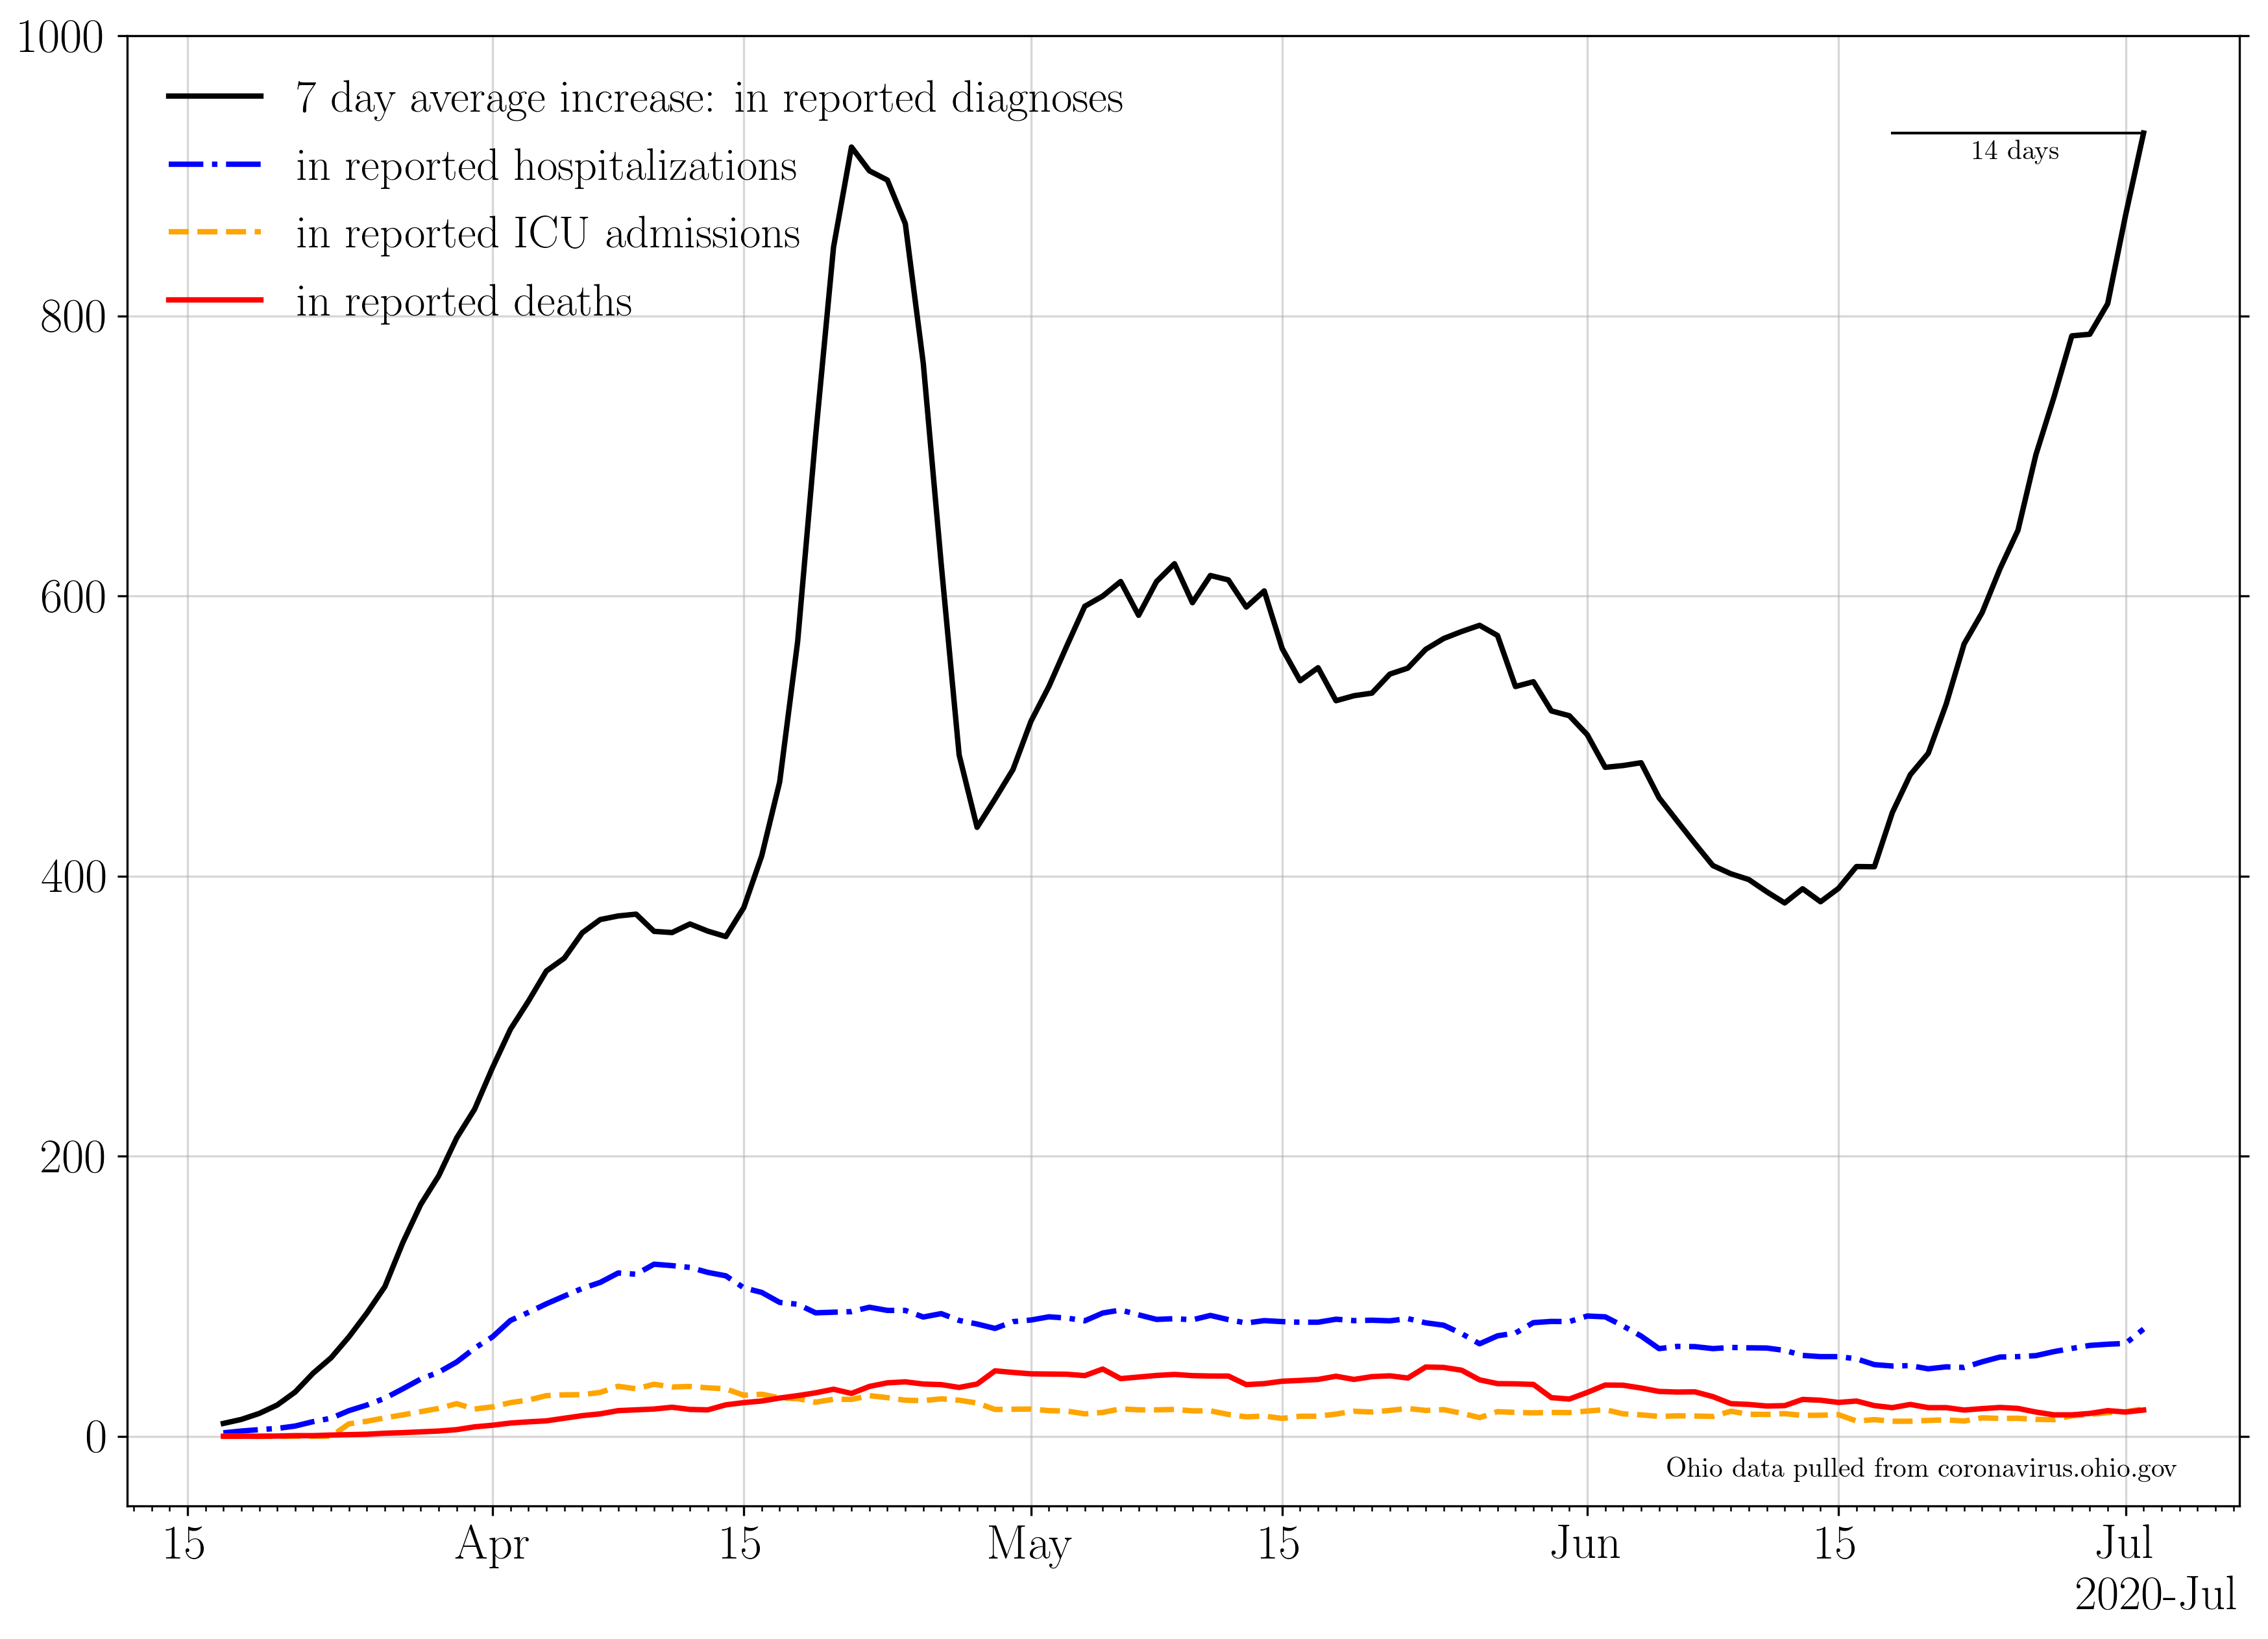 1000
800
600
400
200
0
7 day average increase: in reported diagnoses
in reported hospitalizations
in reported ICU admissions
in reported deaths
14 days
Ohio data pulled from coronavirus.ohio.gov
15 Apr 15 May 15 Jun 15 Jul
2020-Jul